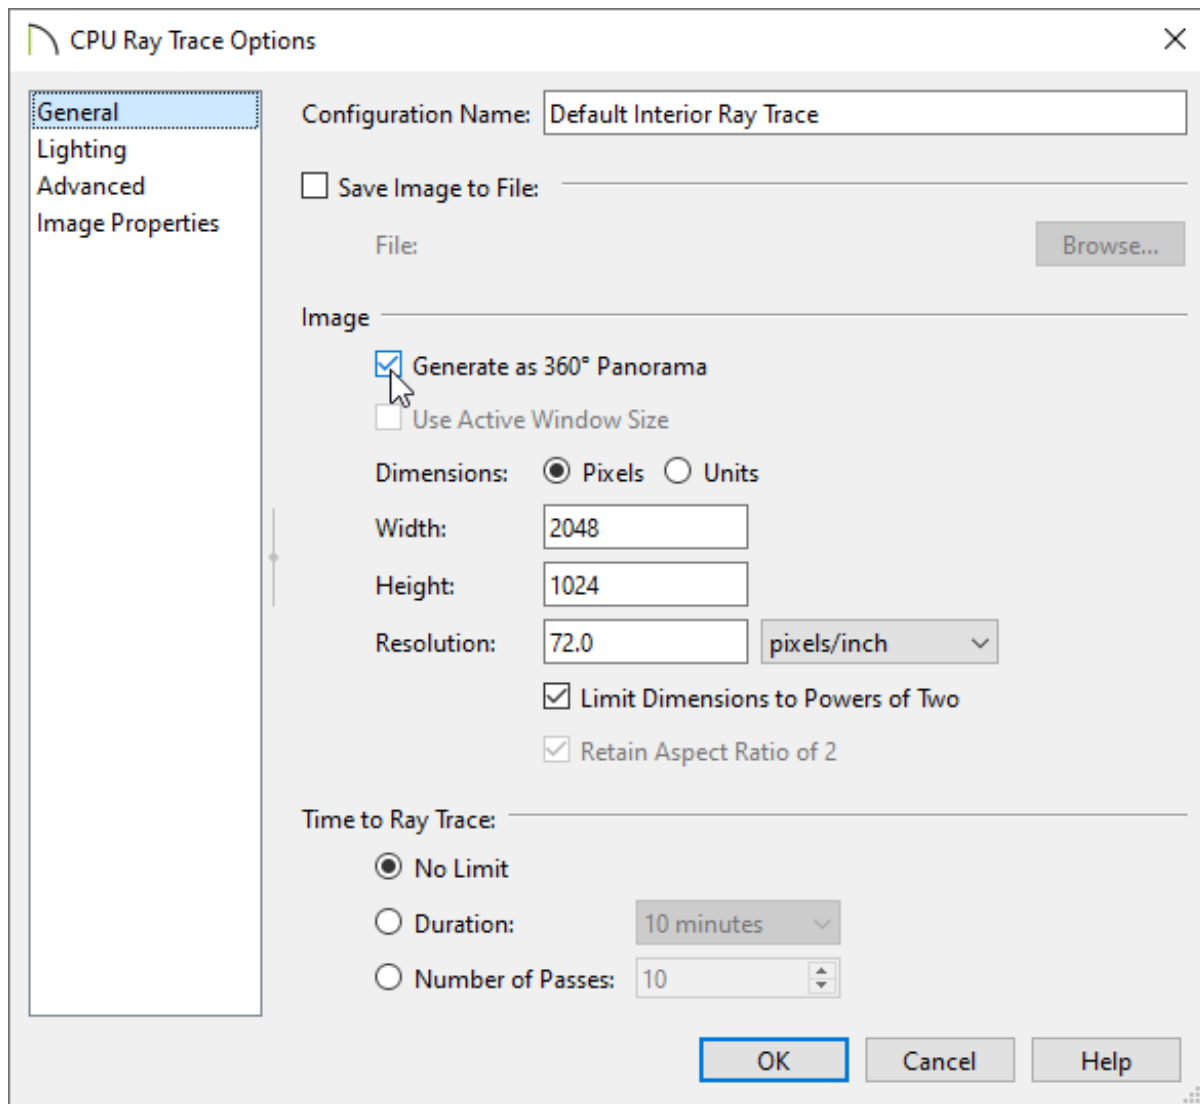 CPU Ray Trace Options
General
Lighting
Advanced
Image Properties
Configuration Name: Default Interior Ray Trace
Save Image to File:
File: Browse...
Image
Generate as 360° Panorama
Use Active Window Size
Dimensions: Pixels Units
Width: 2048
Height: 1024
Resolution: 72.0 pixels/inch
Limit Dimensions to Powers of Two
Retain Aspect Ratio of 2
Time to Ray Trace:
No Limit
Duration: 10 minutes
Number of Passes: 10
OK Cancel Help